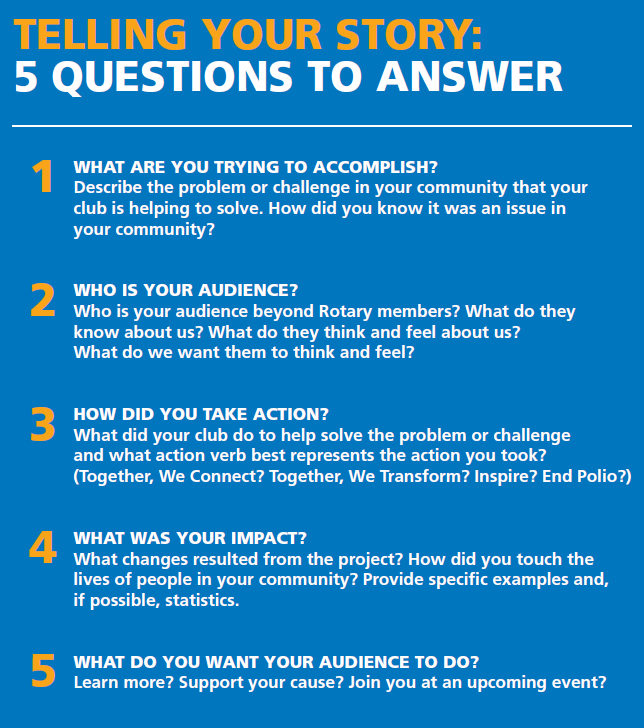 TELLING YOUR STORY:
5 QUESTIONS TO ANSWER
1 WHAT ARE YOU TRYING TO ACCOMPLISH?
Describe the problem or challenge in your community that your
club is helping to solve. How did you know it was an issue in
your community?
2 WHO IS YOUR AUDIENCE?
Who is your audience beyond Rotary members? What do they
know about us? What do they think and feel about us?
What do we want them to think and feel?
3 HOW DID YOU TAKE ACTION?
What did your club do to help solve the problem or challenge
and what action verb best represents the action you took?
(Together, We Connect? Together, We Transform? Inspire? End Polio?)
4 WHAT WAS YOUR IMPACT?
What changes resulted from the project? How did you touch the
lives of people in your community? Provide specific examples and,
if possible, statistics.
5 WHAT DO YOU WANT YOUR AUDIENCE TO DO?
Learn more? Support your cause? Join you at an upcoming event?